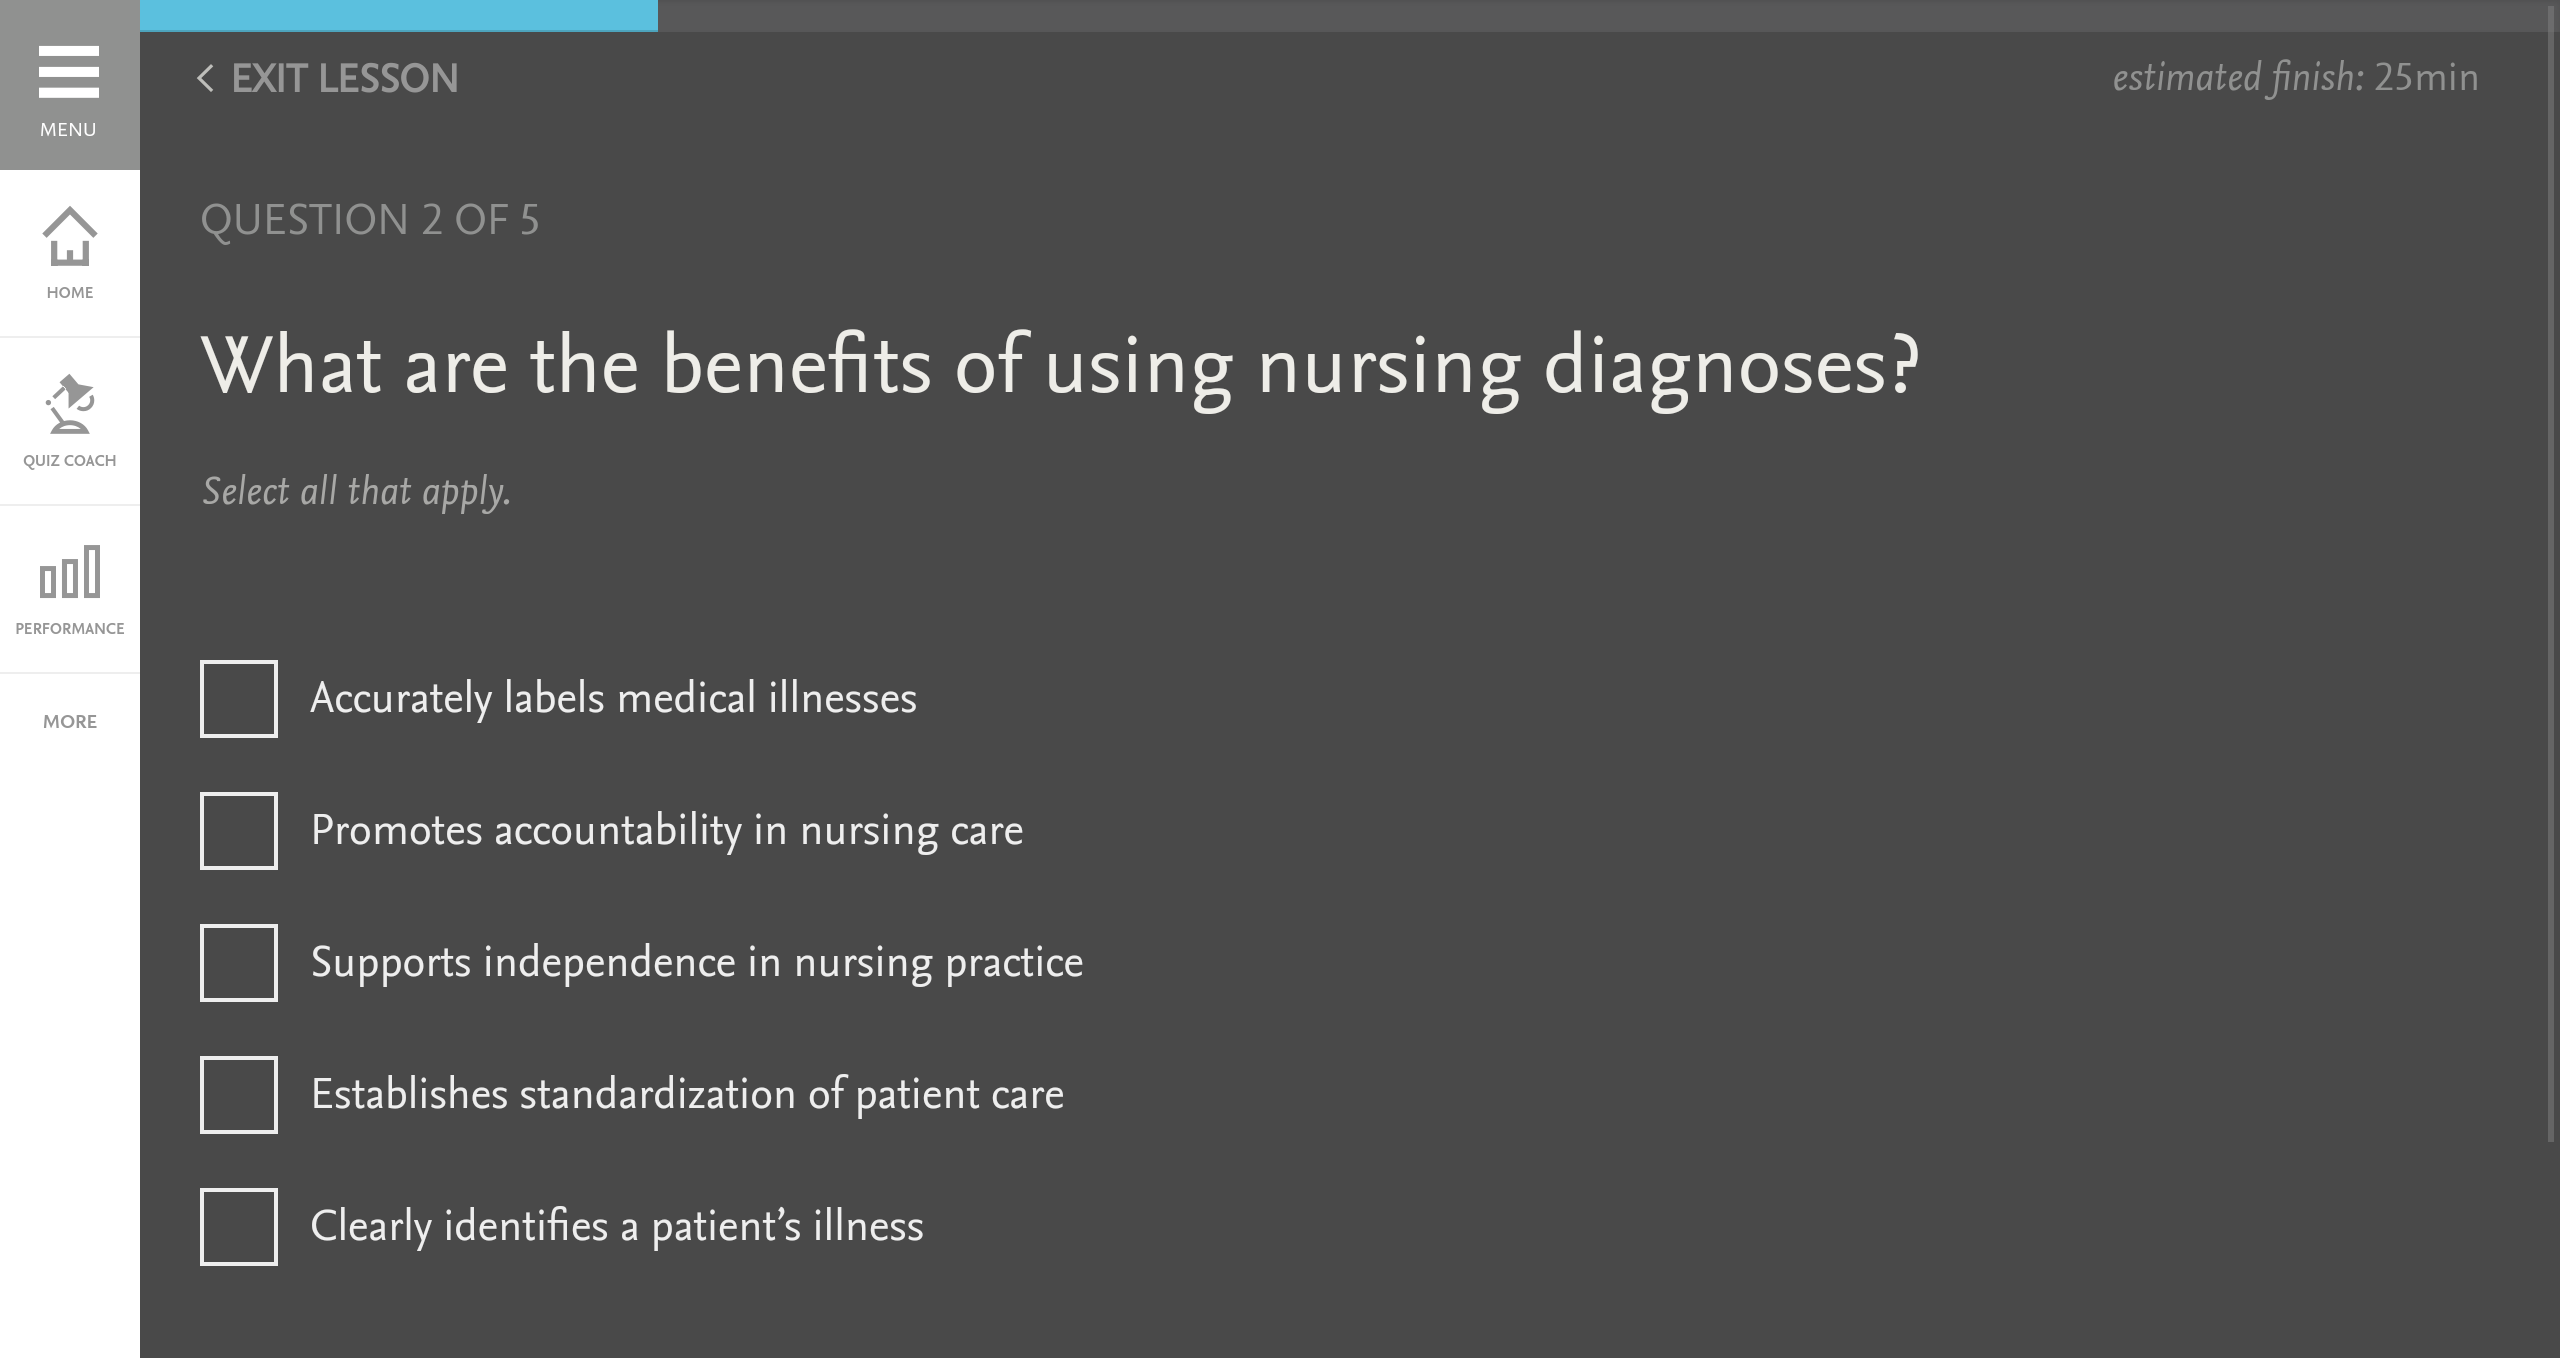 MENU
HOME
QUIZ COACH
PERFORMANCE
MORE
EXIT LESSON
estimated finish: 25min
QUESTION 2 OF 5
What are the benefits of using nursing diagnoses?
Select all that apply.
Accurately labels medical illnesses
Promotes accountability in nursing care
Supports independence in nursing practice
Establishes standardization of patient care
Clearly identifies a patient’s illness